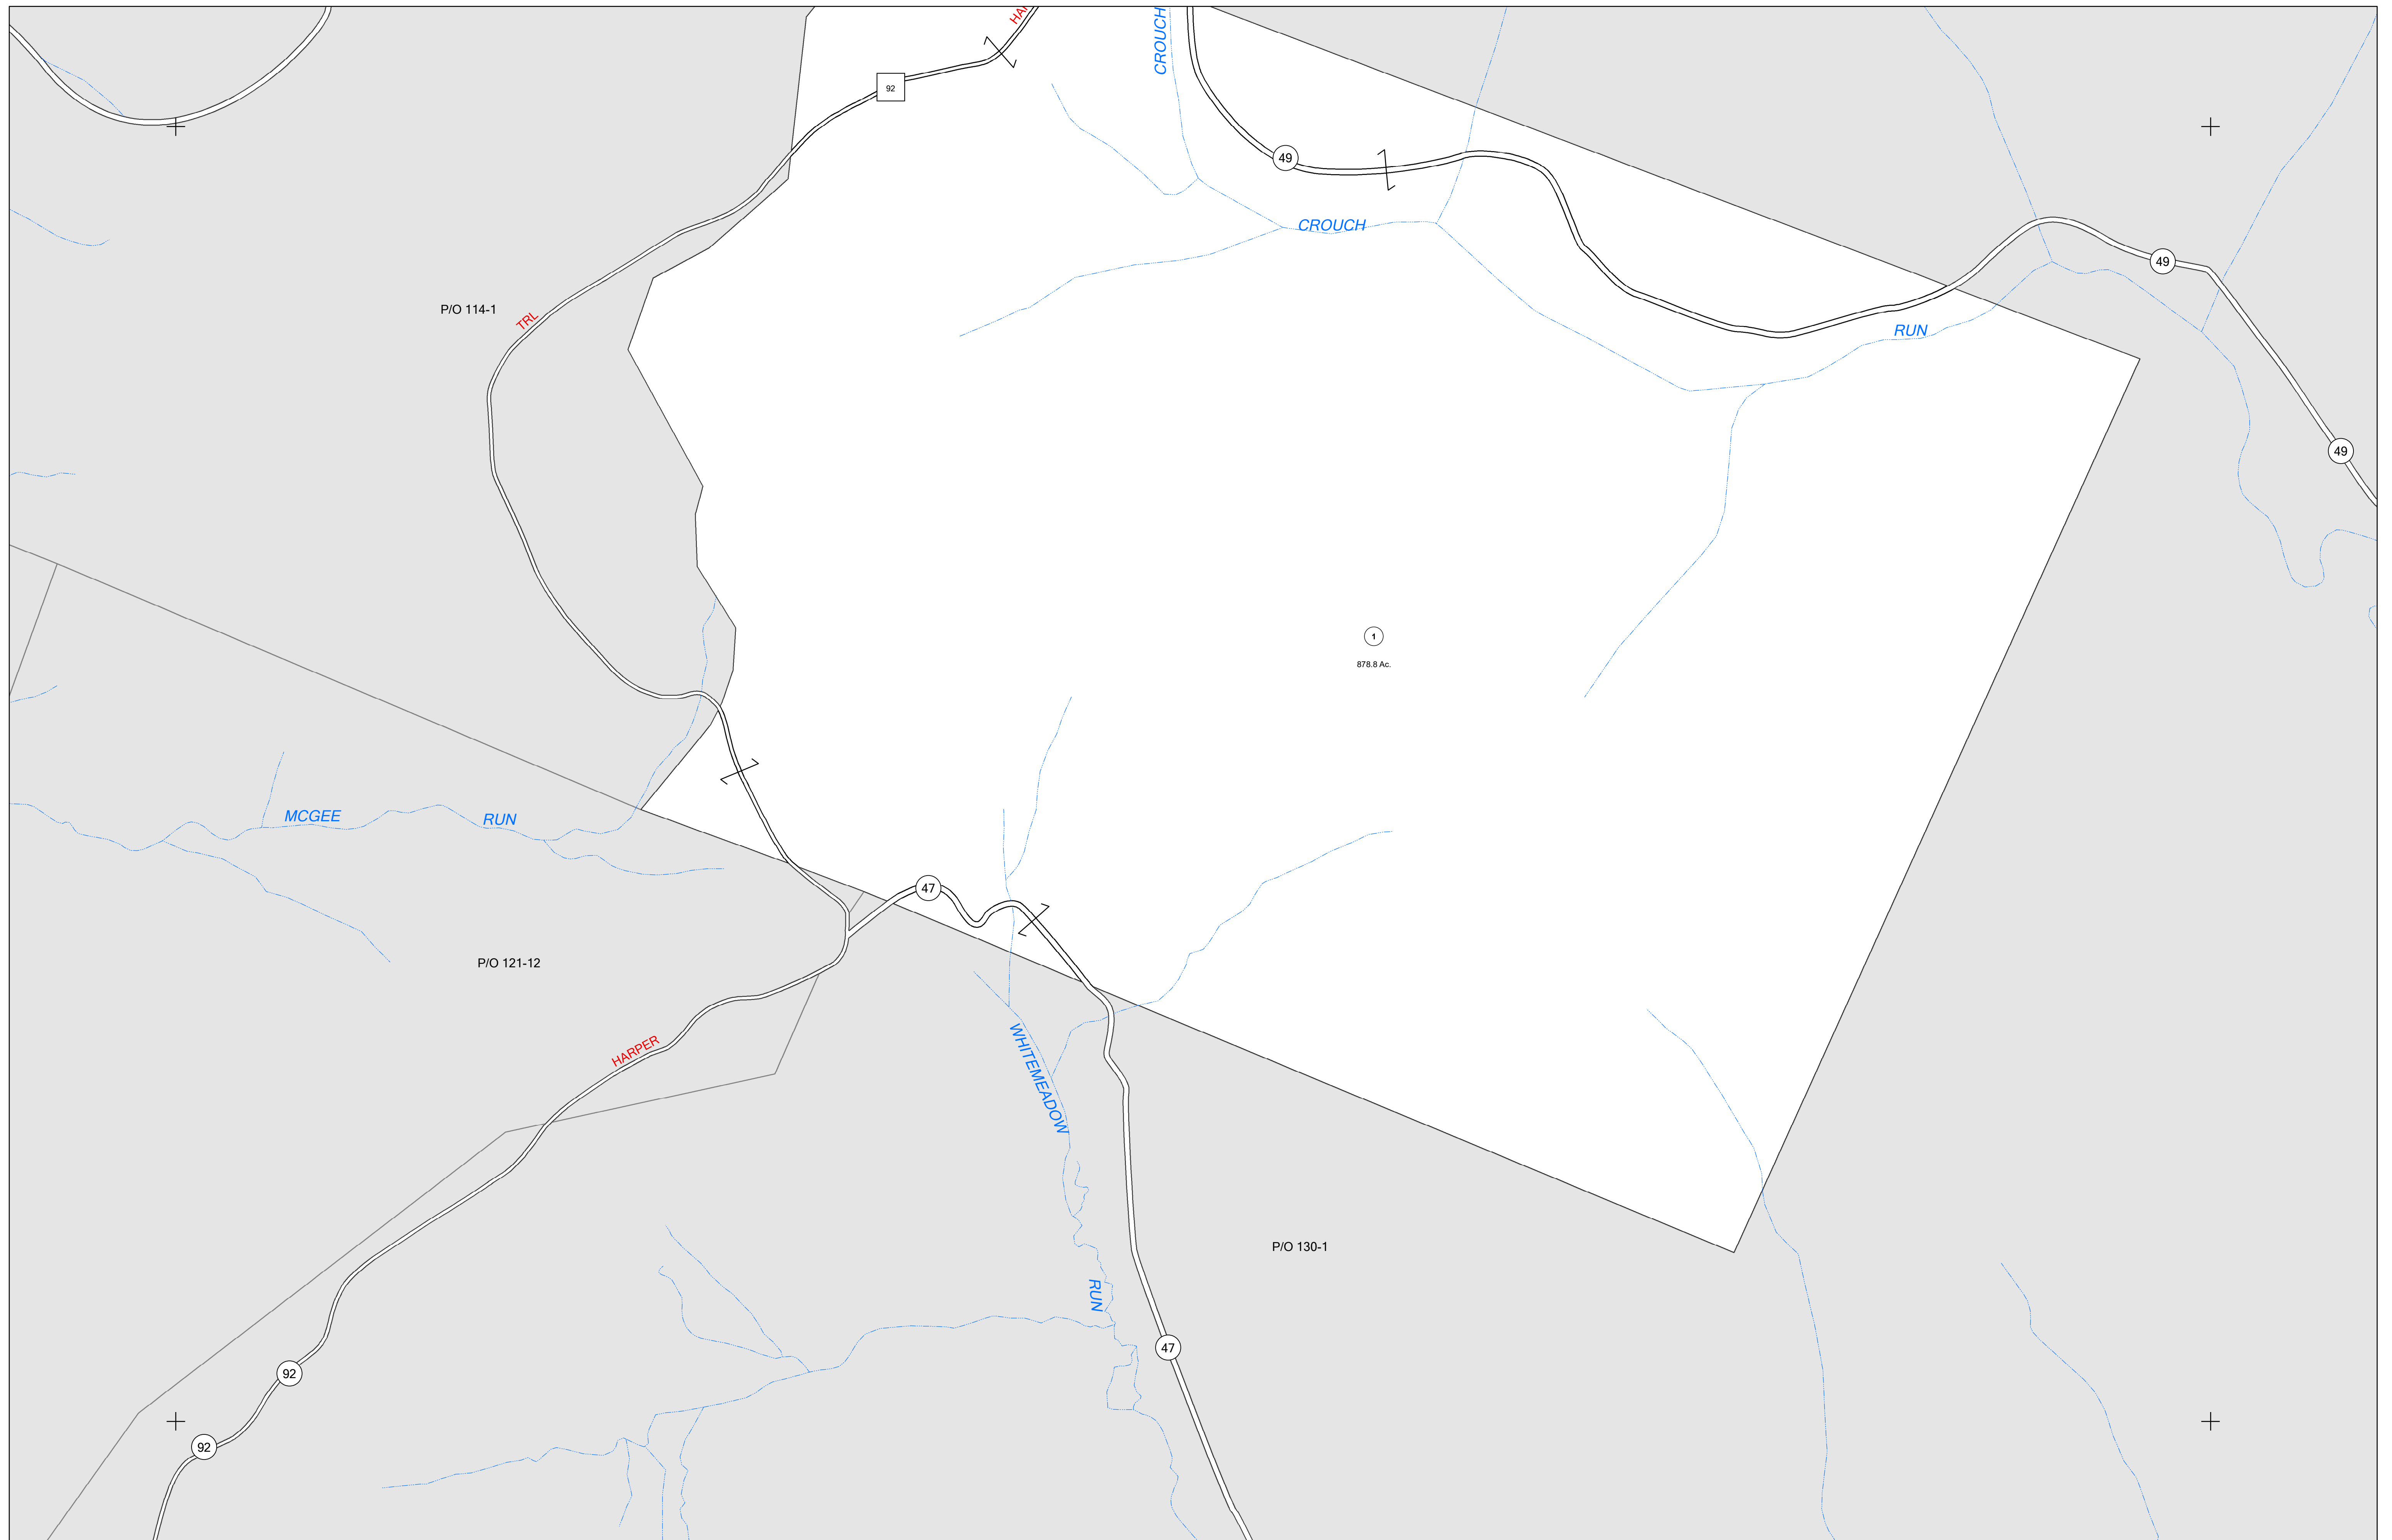 HAR
CROUCH
92
49
CROUCH
49
P/O 114-1
TRL
RUN
49
1
878.8 Ac.
MCGEE
RUN
47
P/O 121-12
HARPER
WHITEMEADOW
P/O 130-1
RUN
47
92
92